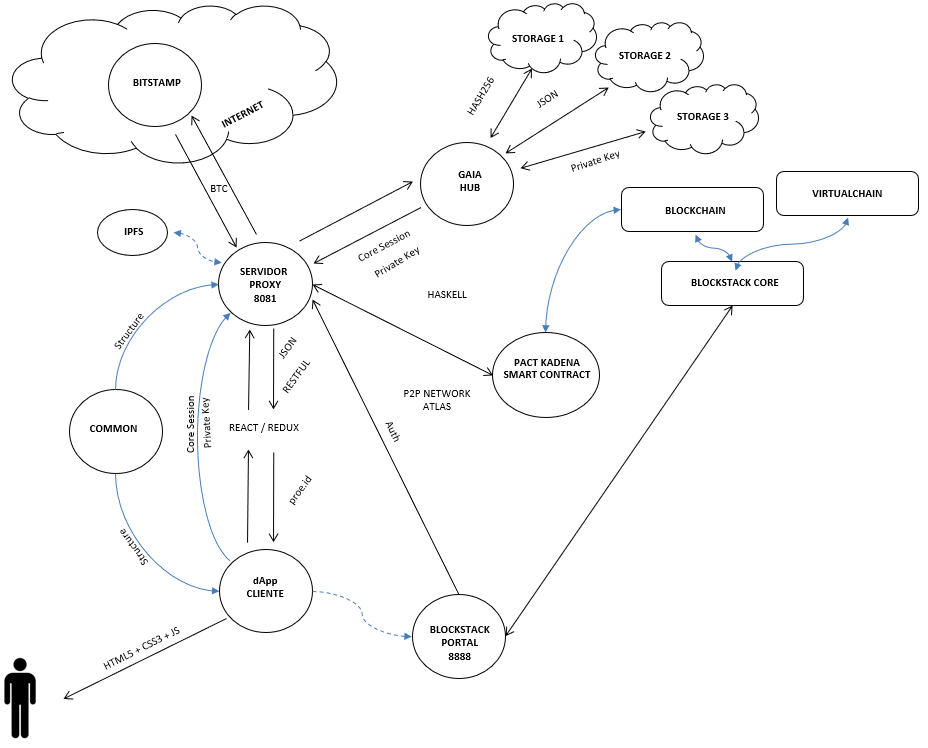 STORAGE 1
STORAGE 2
BITSTAMP
HASH256
JSON
INTERNET
STORAGE 3
Private Key
GAIA
HUB
BTC
VIRTUALCHAIN
BLOCKCHAIN
IPFS
Core Session
Private Key
SERVIDOR
PROXY
8081
BLOCKSTACK CORE
HASKELL
Structure
JSON
RESTFUL
PACT KADENA
SMART CONTRACT
P2P NETWORK
ATLAS
COMMON
Core Session
Private Key
REACT / REDUX
Auth
proe.id
Structure
dApp
CLIENTE
BLOCKSTACK
PORTAL
8888
HTML5 + CSS3 + JS